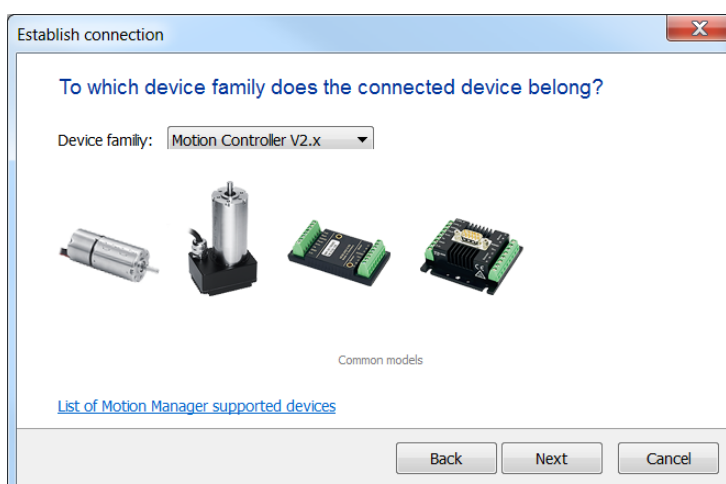 Establish connection
To which device family does the connected device belong?
Device familiy: Motion Controller V2.x
Common models
List of Motion Manager supported devices
Back Next Cancel